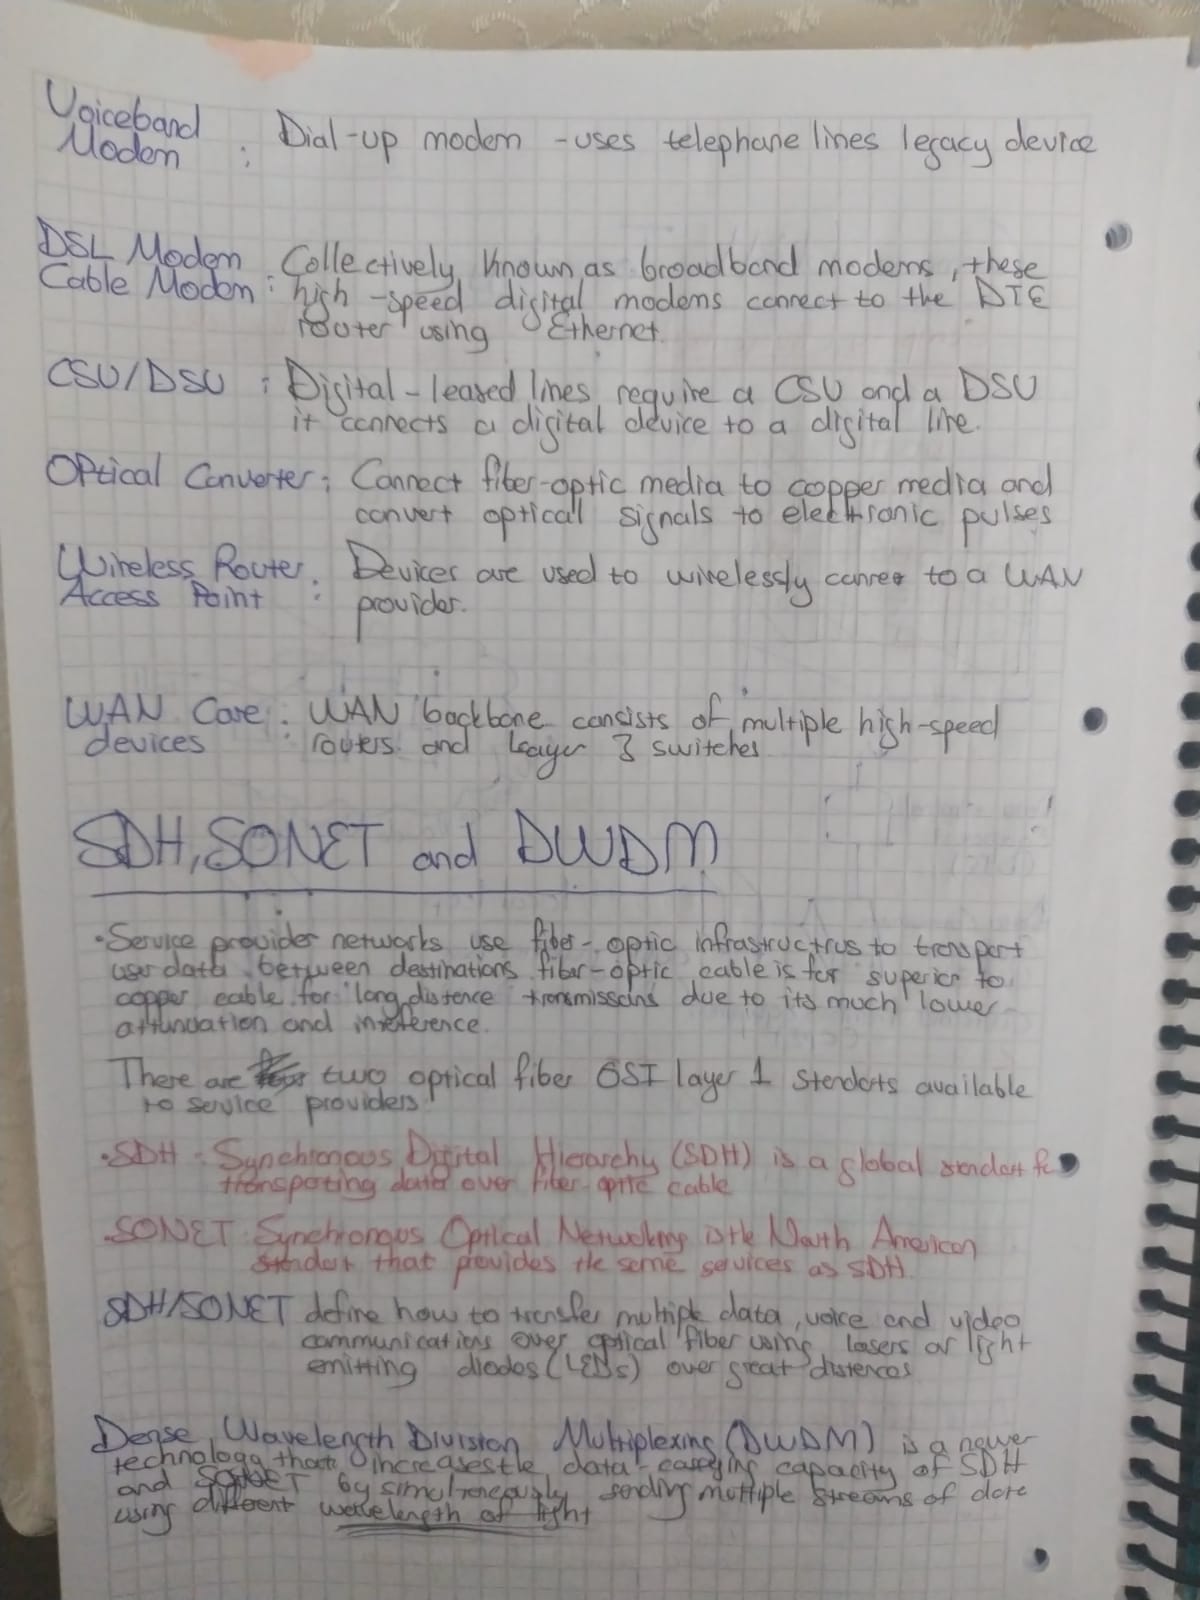 Voiceband
Modem : Dial-up modem - uses telephone lines legacy device
DSL Modem Collectively known as broadband modems, these
Cable Modem : high-speed digital modems connect to the DTE
router using Ethernet.
CSU/DSU : Digital-leased lines require a CSU and a DSU
it connects a digital device to a digital line.
Optical Converter : Connect fiber-optic media to copper media and
convert optical signals to electronic pulses
Wireless Router Devices are used to wirelessly connect to a WAN
Access Point : provider.
WAN Core : WAN backbone consists of multiple high-speed
devices routers and Layer 3 switches
SDH, SONET and DWDM
• Service provider networks use fiber-optic infrastructrus to transport
user data between destinations fiber-optic cable is far superior to
copper cable for long distence transmissoins due to its much lower
attunuation and intreference.
There are two optical fiber OSI layer 1 stendarts available
to service providers
• SDH - Synchronous Digital Hierarchy (SDH) is a global stendart for
transpoting data over fiber-optic cable
• SONET Synchronous Optical Networking is the North American
stendart that provides the same services as SDH.
SDH/SONET define how to transfer multiple data, voice and video
communications over optical fiber using lasers or light
emitting diodes (LEDs) over great distences
Dense Wavelength Division Multiplexing (DWDM) is a newer
technology that increases the data-carrying capacity of SDH
and SONET by simultreneously sending multiple streams of date
using different wavelength of light